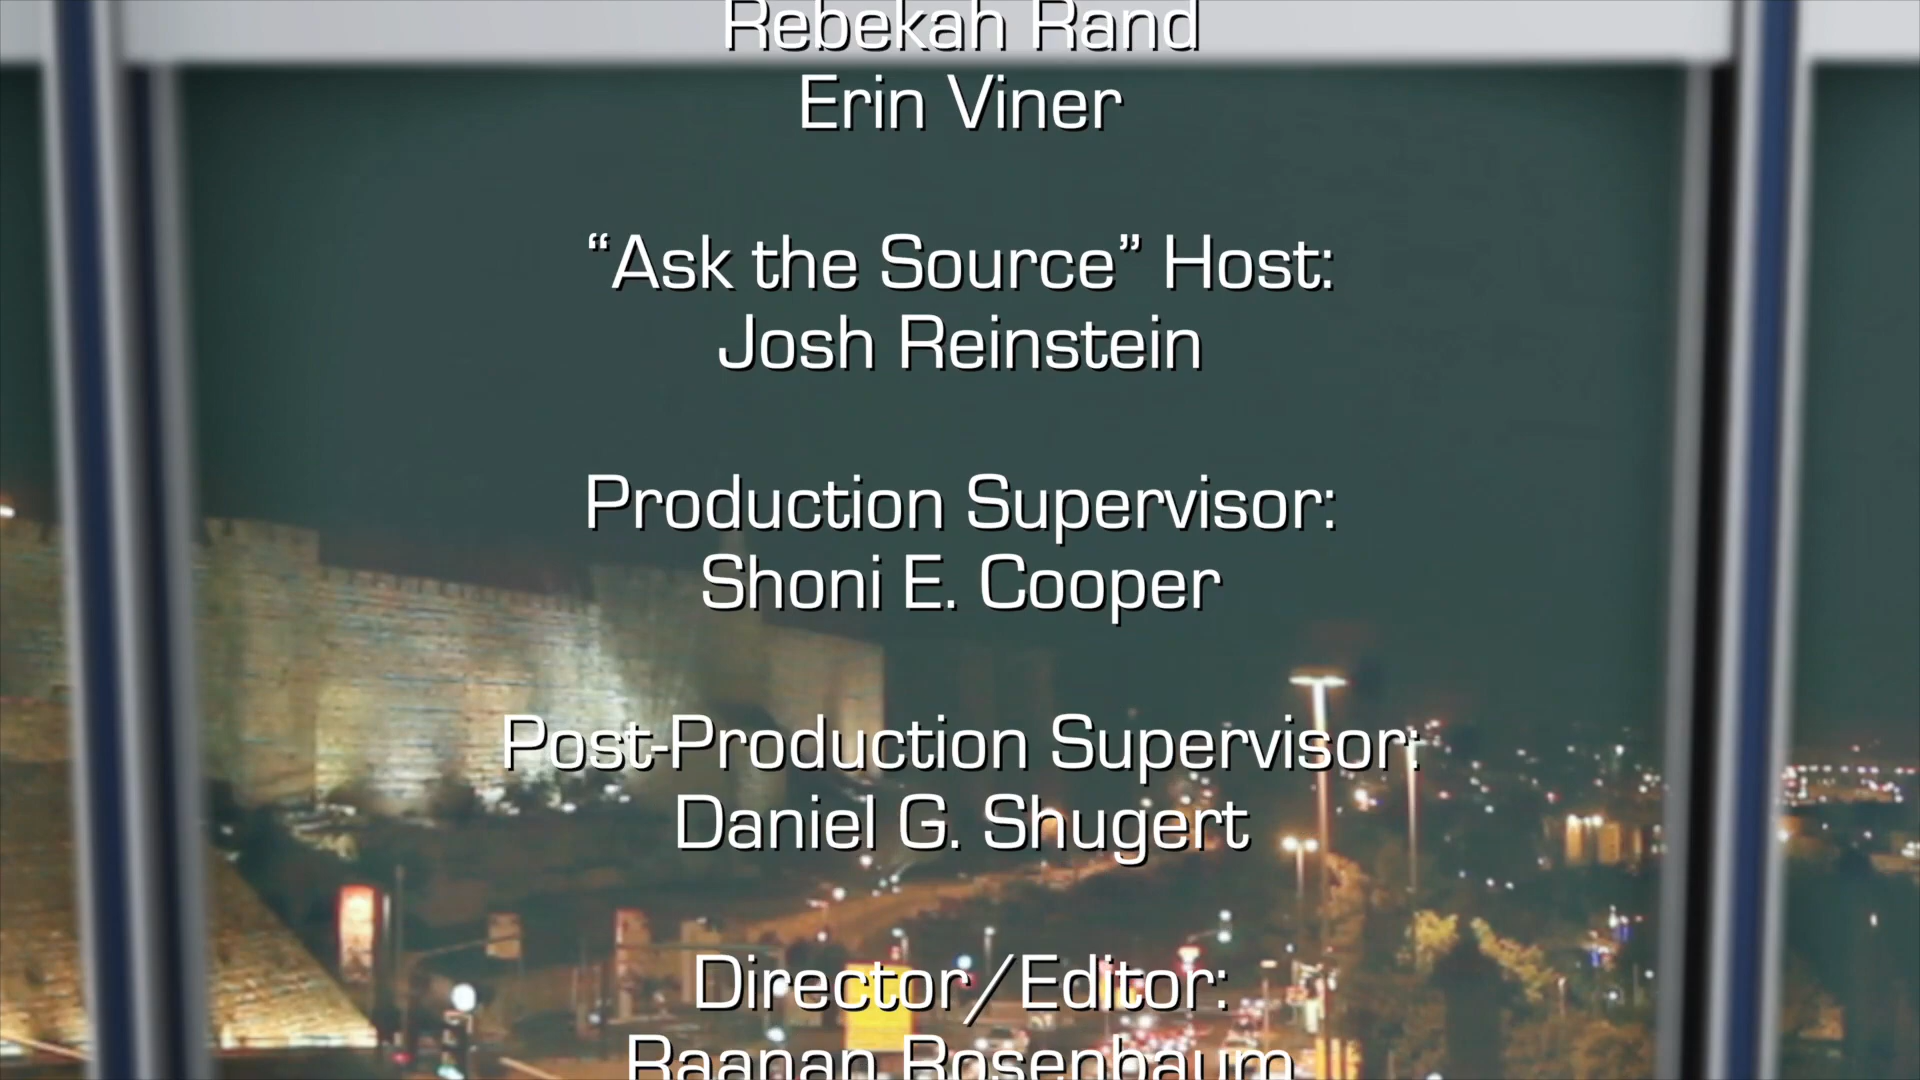 Rebekah Rand
Erin Viner
“Ask the Source” Host:
Josh Reinstein
Production Supervisor:
Shoni E. Cooper
Post-Production Supervisor:
Daniel G. Shugert
Director/Editor:
Raanan Rosenbaum